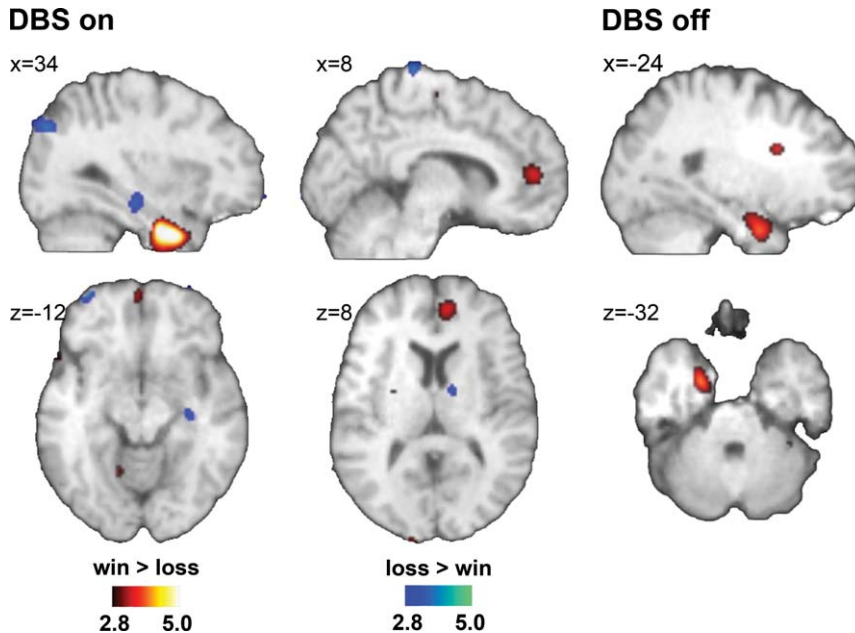 DBS on
DBS off
x=34
x=8
x=-24
z=-12
z=8
z=-32
win > loss
loss > win
2.8 5.0
2.8 5.0